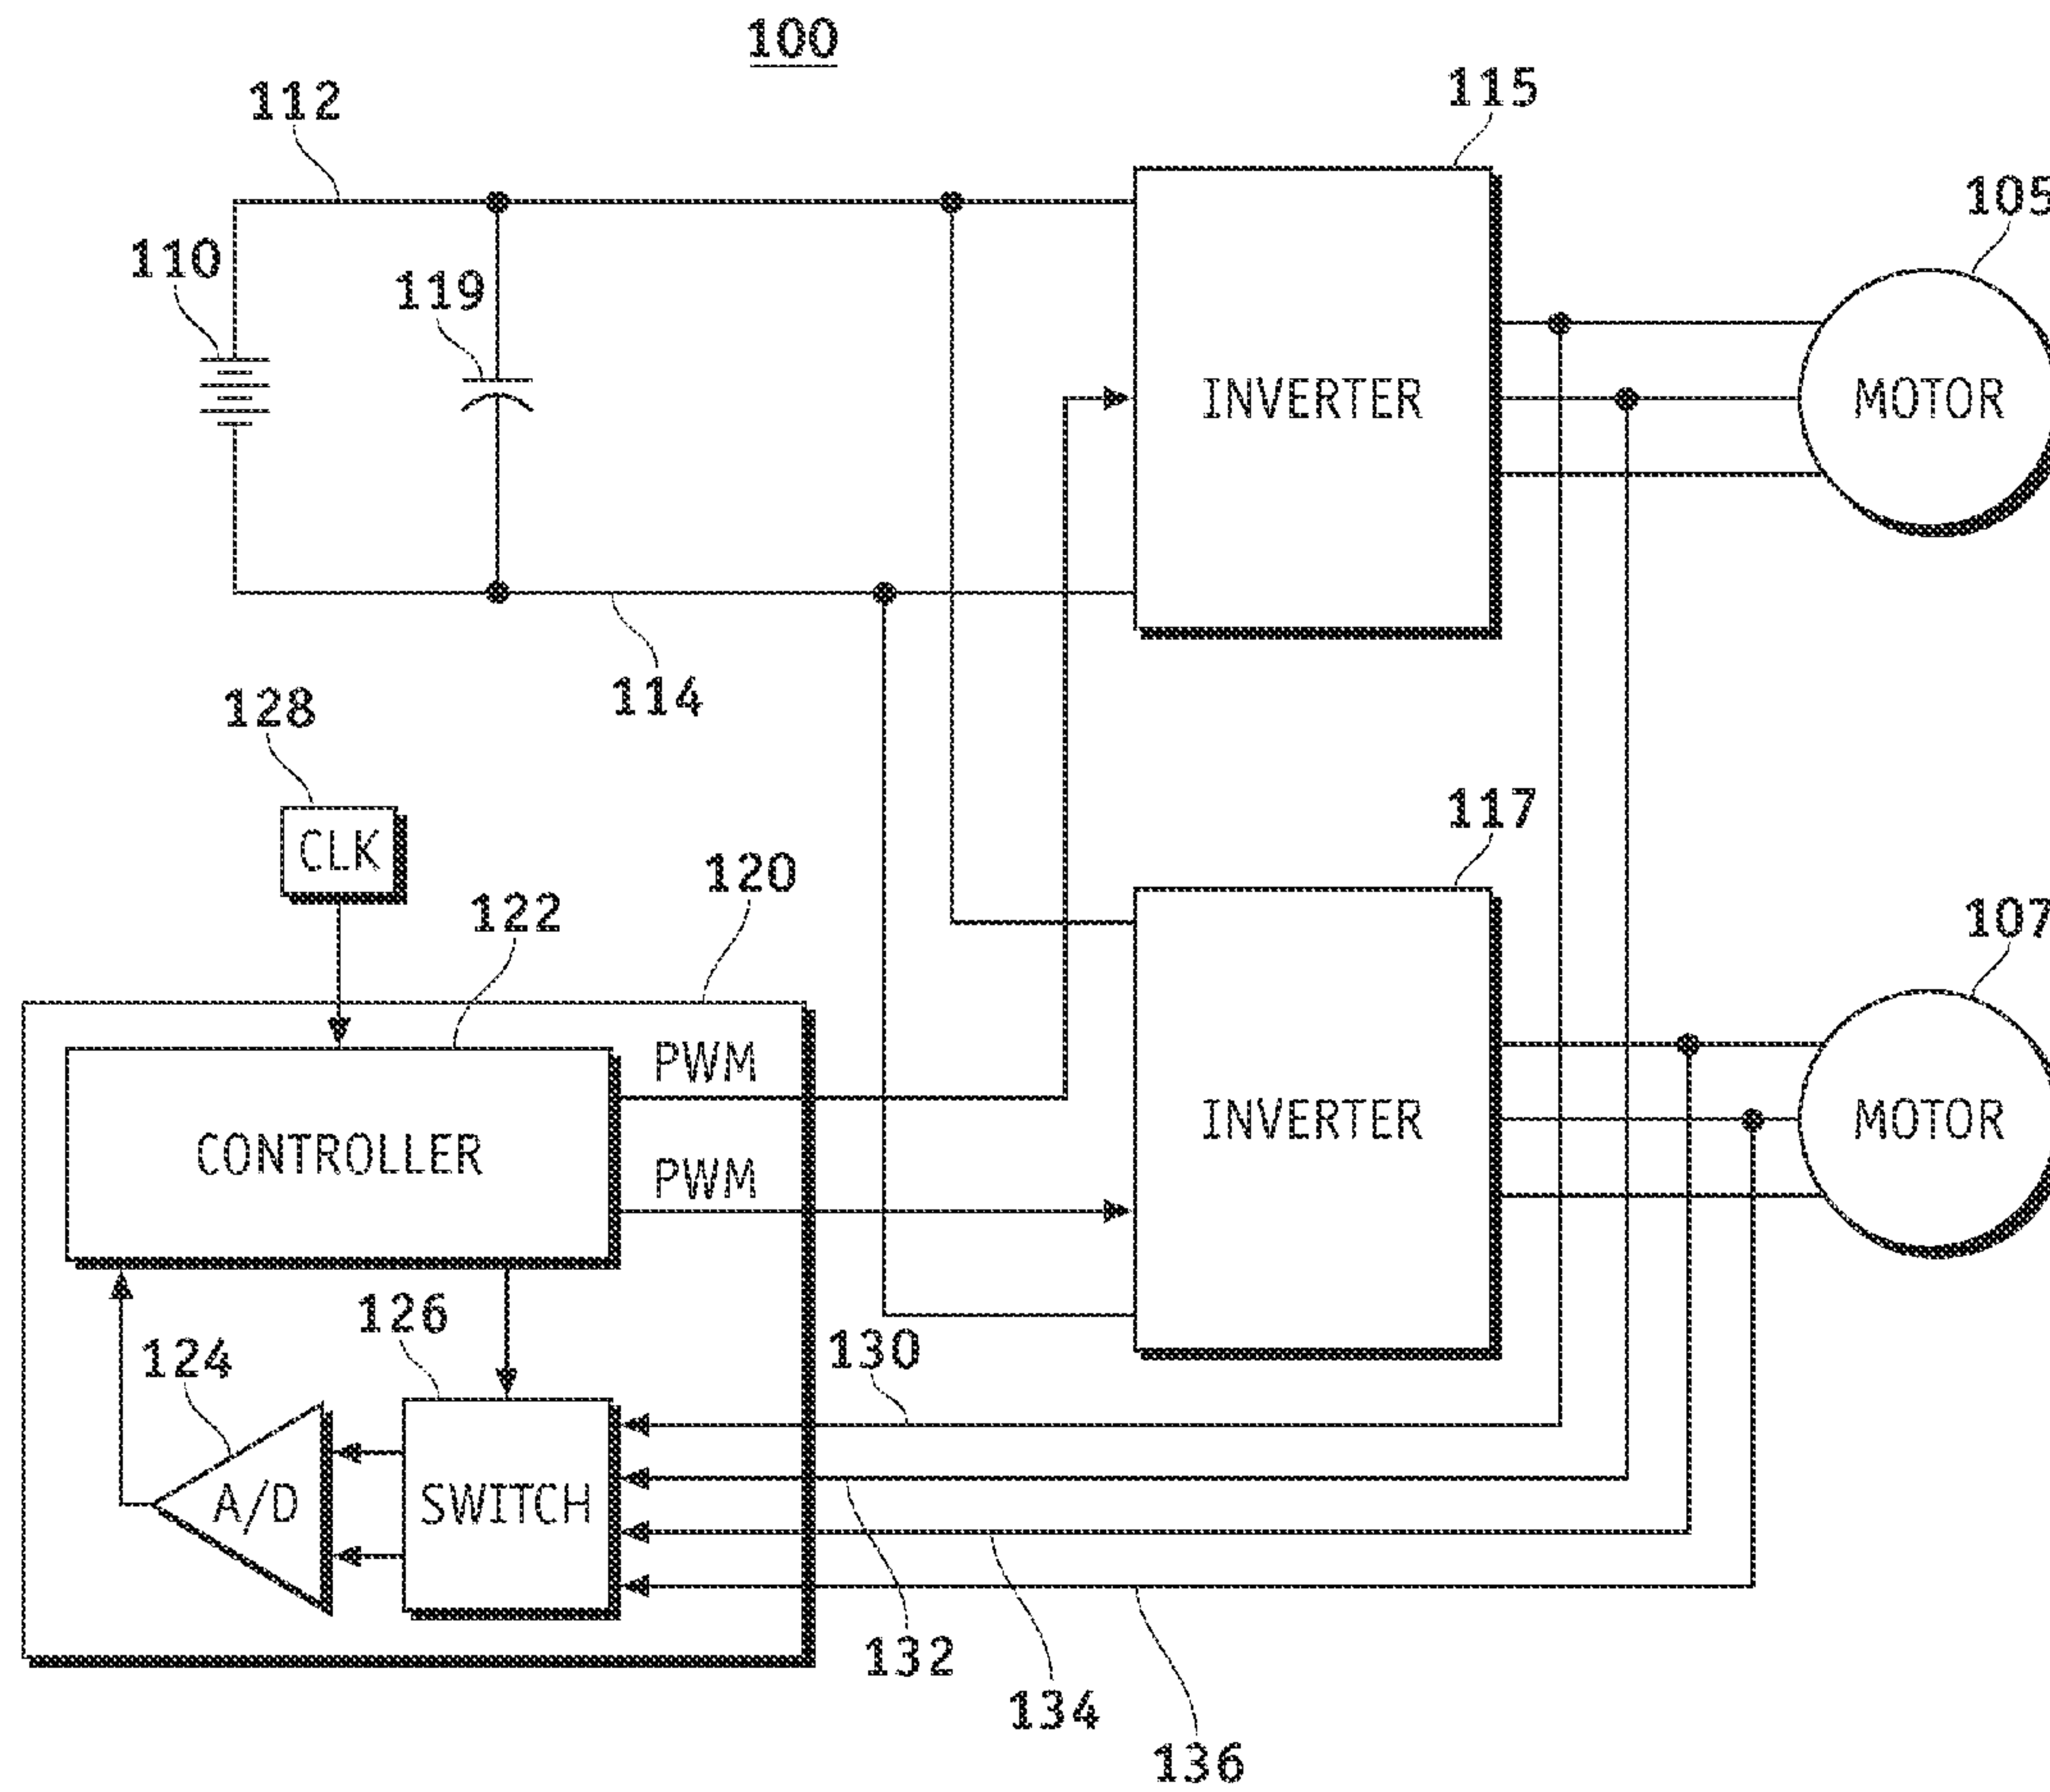 100
112
115
105
110
119
INVERTER
MOTOR
114
128
CLK
117
120
122
107
PWM
CONTROLLER
INVERTER
MOTOR
PWM
126
130
124
A/D
SWITCH
132
134
136